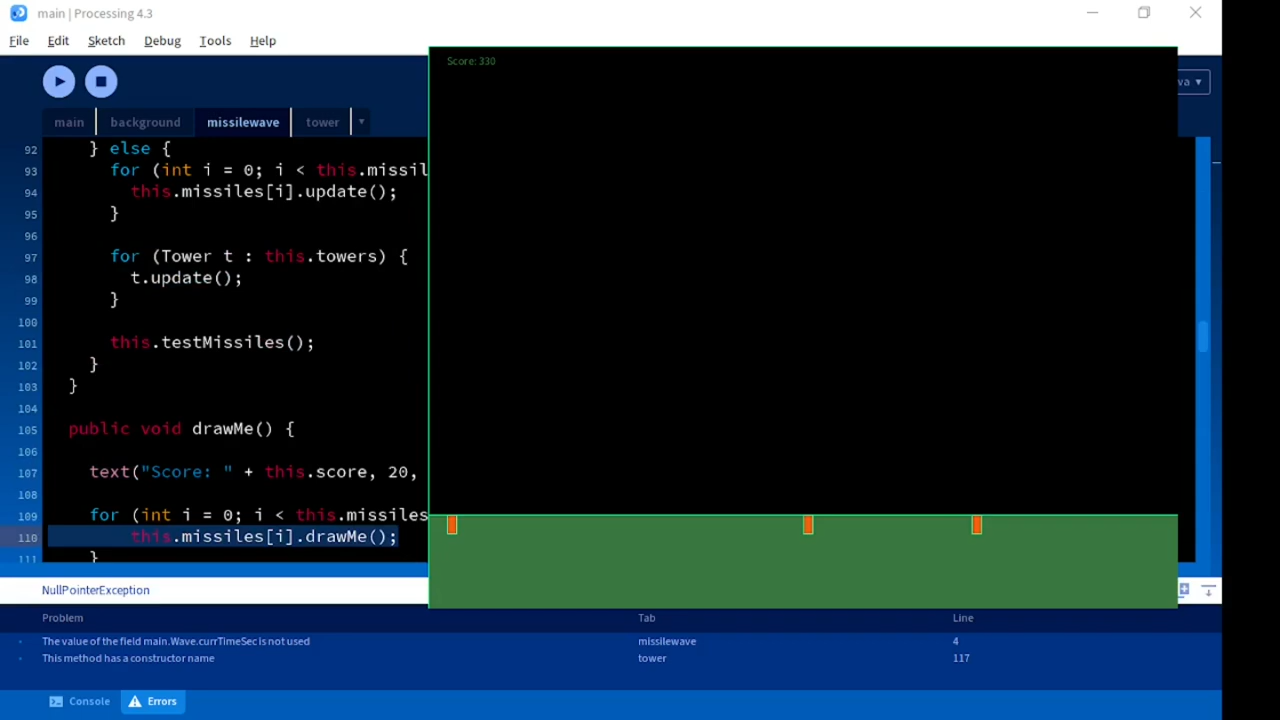 main | Processing 4.3
File Edit Sketch Debug Tools Help
Score: 330
va ▾
main background missilewave tower ▾
92 } else {
93 for (int i = 0; i < this.missil
94 this.missiles[i].update();
95 }
96
97 for (Tower t : this.towers) {
98 t.update();
99 }
100
101 this.testMissiles();
102 }
103 }
104
105 public void drawMe() {
106
107 text("Score: " + this.score, 20,
108
109 for (int i = 0; i < this.missiles
110 this.missiles[i].drawMe();
111 }
NullPointerException
Problem Tab Line
The value of the field main.Wave.currTimeSec is not used missilewave 4
This method has a constructor name tower 117
Console Errors